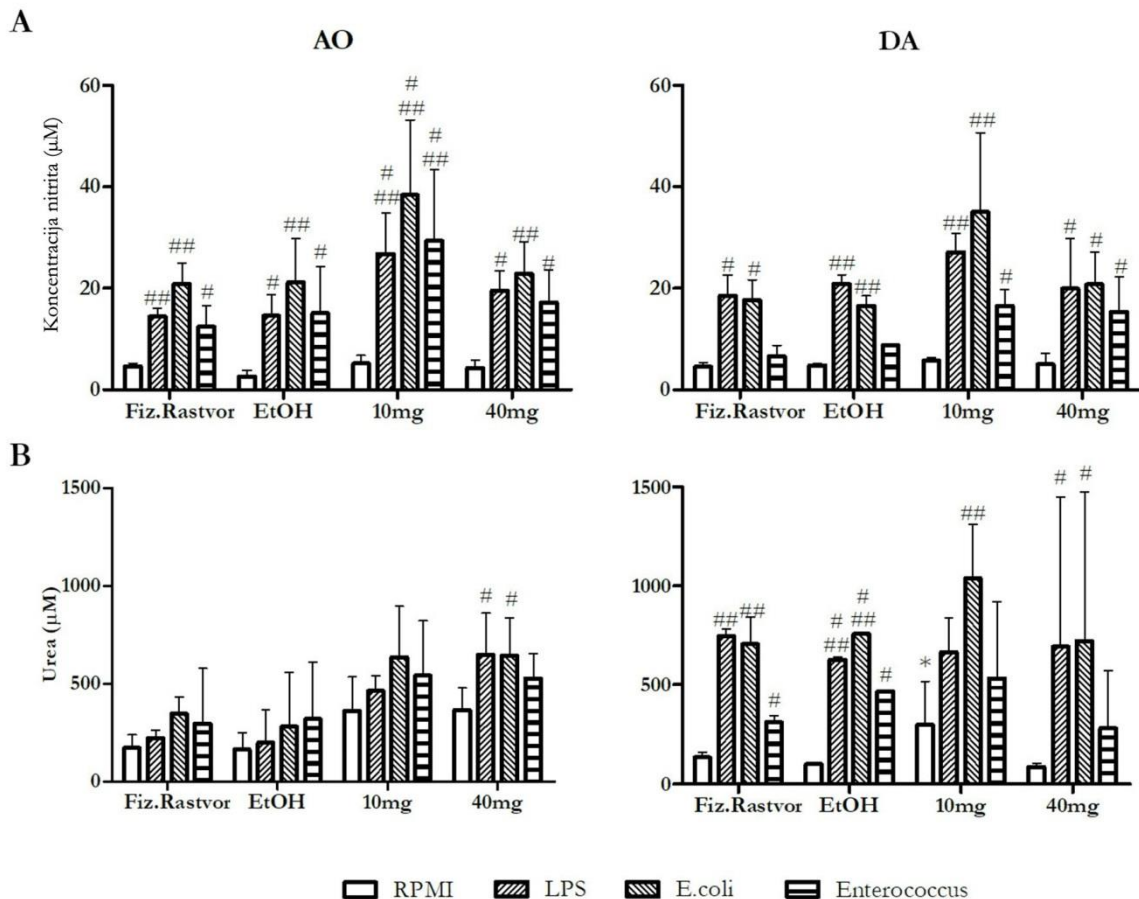 A
AO
DA
Koncentracija nitrita (μM)
60
40
20
0
## ## # # ## # # ## # ## # ## # ## #
Fiz.Rastvor EtOH 10mg 40mg
60
40
20
0
# # ## ## ## ## # # # #
Fiz.Rastvor EtOH 10mg 40mg
B
Urea (μM)
1500
1000
500
0
# #
Fiz.Rastvor EtOH 10mg 40mg
1500
1000
500
0
## ## # # ## # ## # * ## # #
Fiz.Rastvor EtOH 10mg 40mg
RPMI LPS E.coli Enterococcus